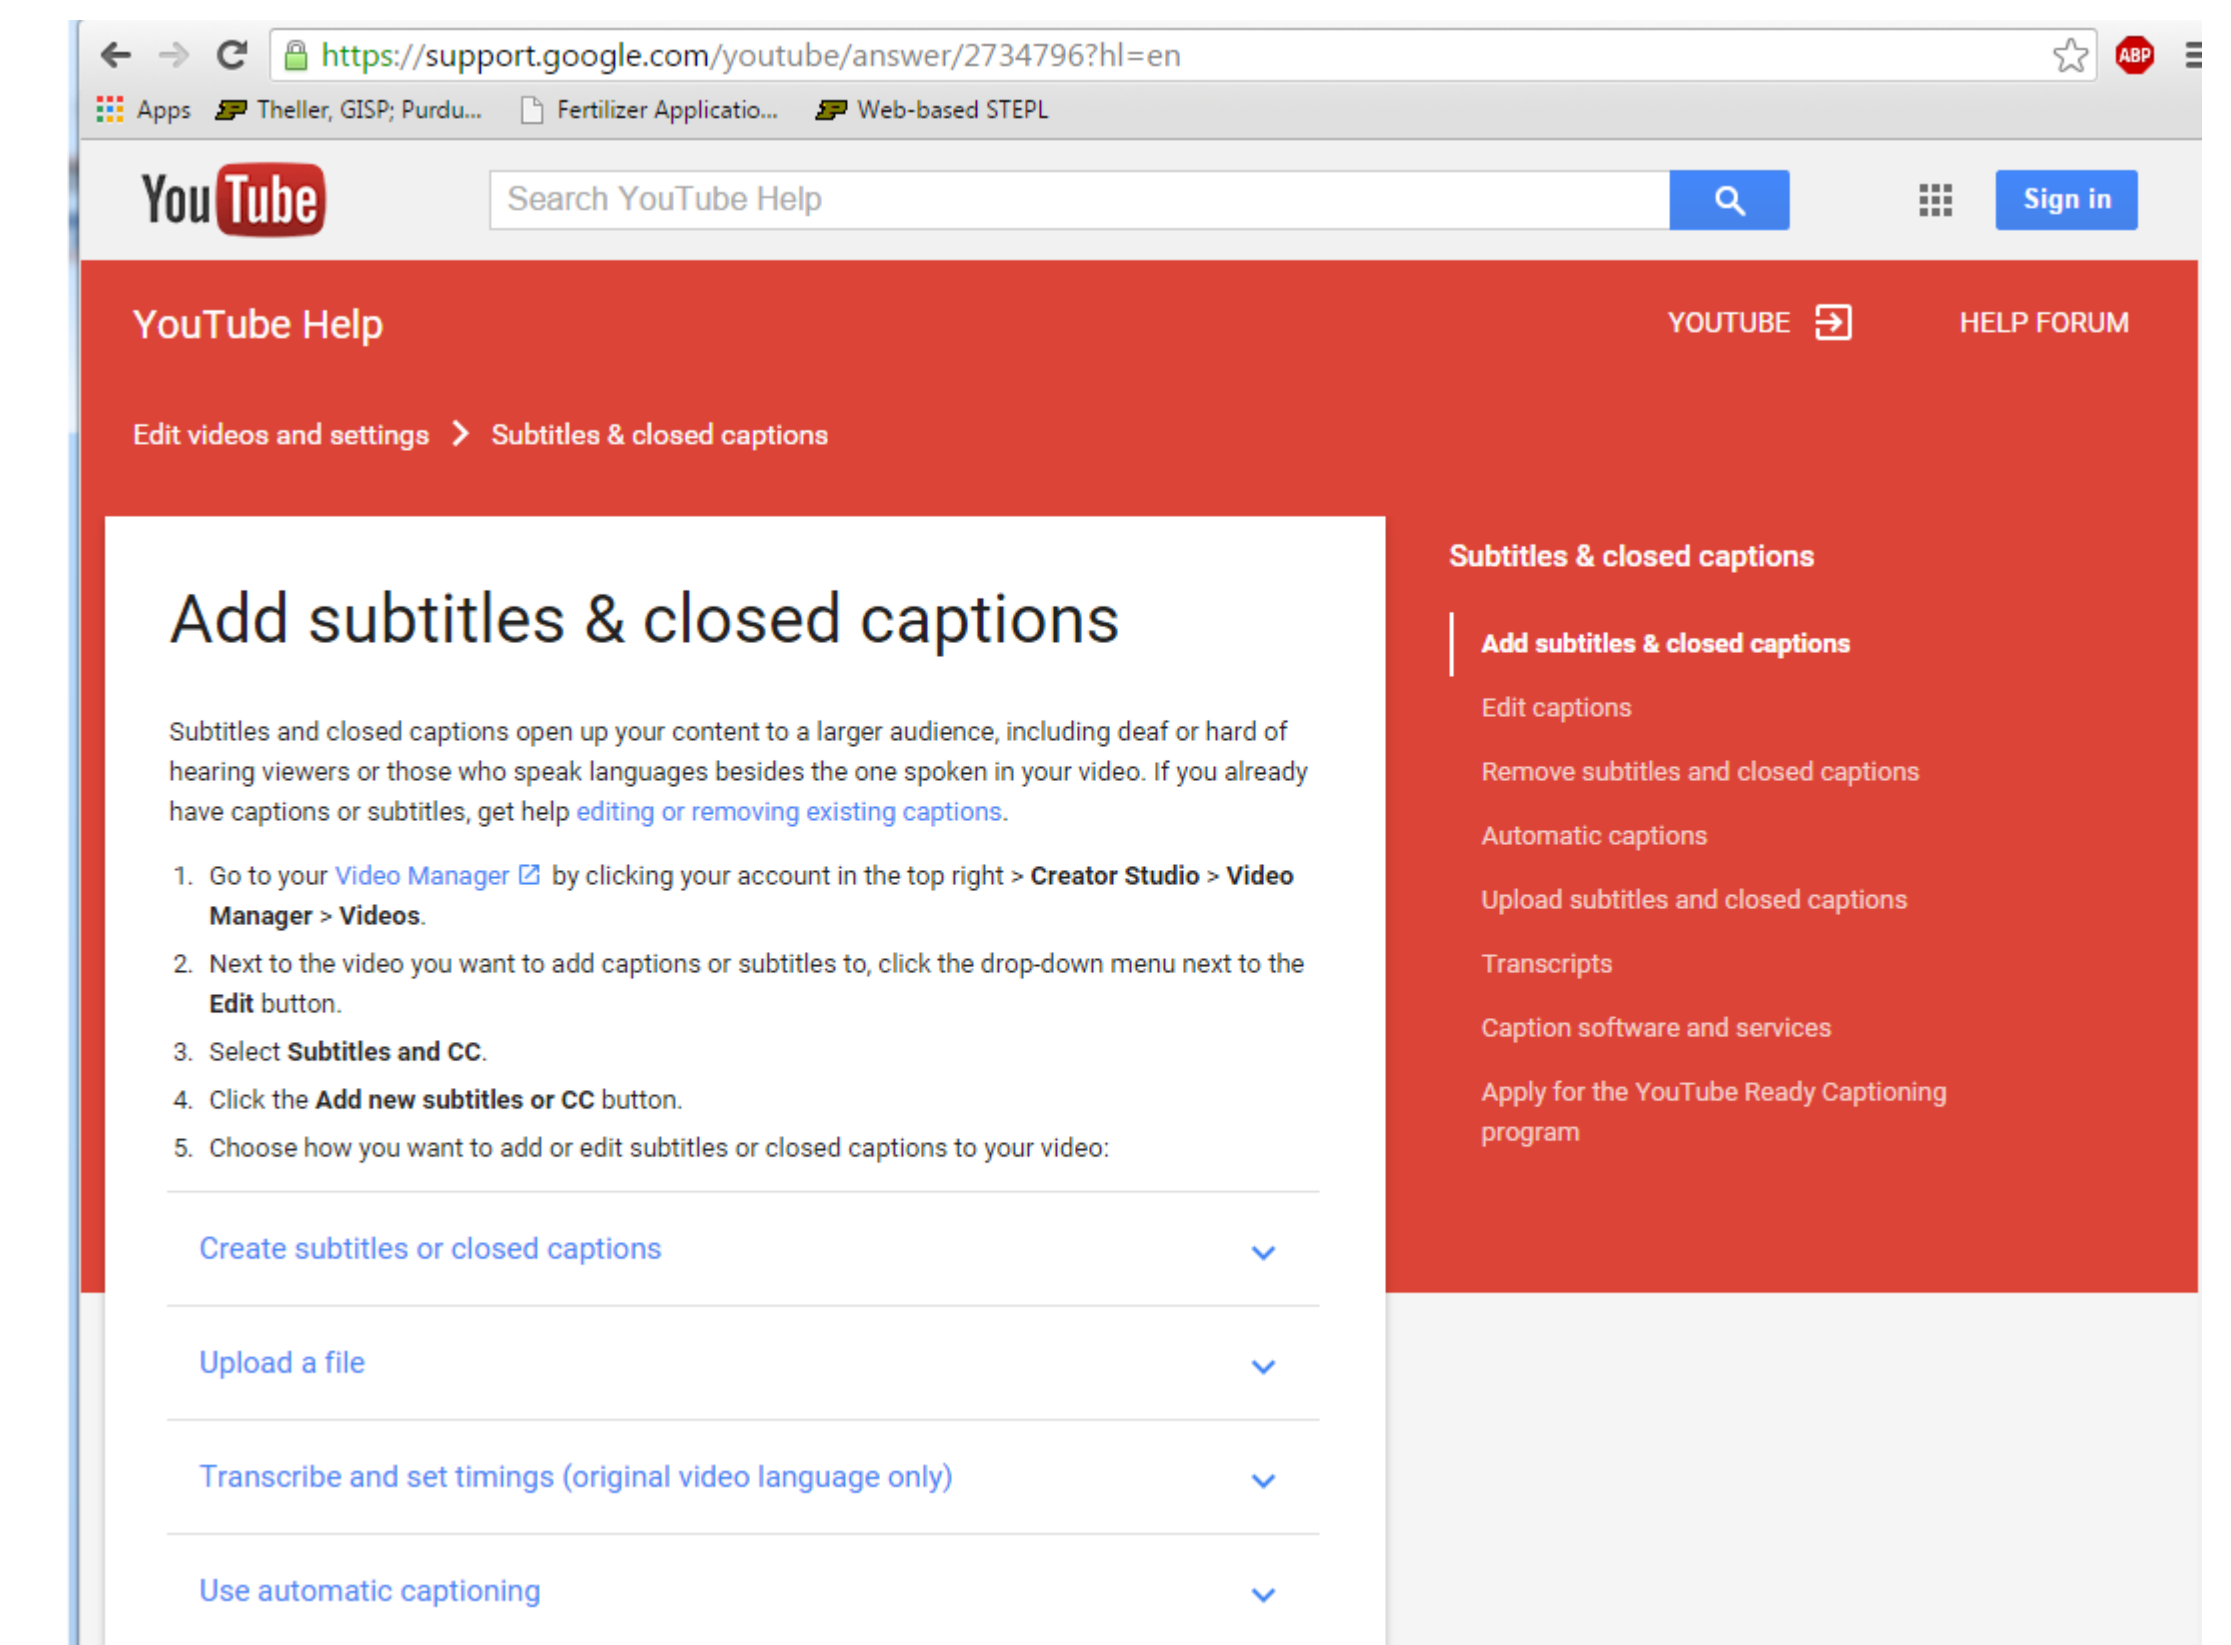 https://support.google.com/youtube/answer/2734796?hl=en
ABP
Apps Theller, GISP; Purdu... Fertilizer Applicatio... Web-based STEPL
YouTube
Search YouTube Help
Sign in
YouTube Help
YOUTUBE
HELP FORUM
Edit videos and settings Subtitles & closed captions
Add subtitles & closed captions
Subtitles and closed captions open up your content to a larger audience, including deaf or hard of
hearing viewers or those who speak languages besides the one spoken in your video. If you already
have captions or subtitles, get help editing or removing existing captions.
1. Go to your Video Manager by clicking your account in the top right > Creator Studio > Video
Manager > Videos.
2. Next to the video you want to add captions or subtitles to, click the drop-down menu next to the
Edit button.
3. Select Subtitles and CC.
4. Click the Add new subtitles or CC button.
5. Choose how you want to add or edit subtitles or closed captions to your video:
Create subtitles or closed captions
Upload a file
Transcribe and set timings (original video language only)
Use automatic captioning
Subtitles & closed captions
Add subtitles & closed captions
Edit captions
Remove subtitles and closed captions
Automatic captions
Upload subtitles and closed captions
Transcripts
Caption software and services
Apply for the YouTube Ready Captioning
program